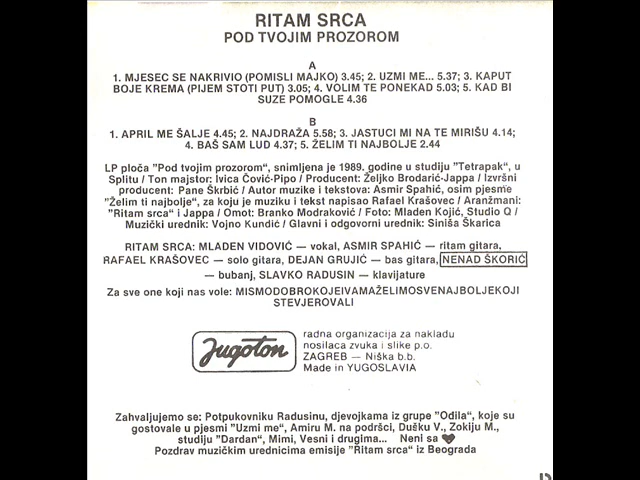 RITAM SRCA
POD TVOJIM PROZOROM
A
1. MJESEC SE NAKRIVIO (POMISLI MAJKO) 3.45; 2. UZMI ME... 5.37; 3. KAPUT
BOJE KREMA (PIJEM STOTI PUT) 3.05; 4. VOLIM TE PONEKAD 5.03; 5. KAD BI
SUZE POMOGLE 4.36
B
1. APRIL ME ŠALJE 4.45; 2. NAJDRAŽA 5.58; 3. JASTUCI MI NA TE MIRIŠU 4.14;
4. BAŠ SAM LUD 4.37; 5. ŽELIM TI NAJBOLJE 2.44
LP ploča "Pod tvojim prozorom", snimljena je 1989. godine u studiju "Tetrapak", u
Splitu / Ton majstor: Ivica Čović-Pipo / Producent: Željko Brodarić-Jappa / Izvršni
producent: Pane Škrbić / Autor muzike i tekstova: Asmir Spahić, osim pjesme
"Želim ti najbolje", za koju je muziku i tekst napisao Rafael Krašovec / Aranžmani:
"Ritam srca" i Jappa / Omot: Branko Modraković / Foto: Mladen Kojić, Studio Q /
Muzički urednik: Vojno Kundić / Glavni i odgovorni urednik: Siniša Škarica
RITAM SRCA: MLADEN VIDOVIĆ — vokal, ASMIR SPAHIĆ — ritam gitara,
RAFAEL KRAŠOVEC — solo gitara, DEJAN GRUJIĆ — bas gitara, NENAD ŠKORIĆ
— bubanj, SLAVKO RADUSIN — klavijature
Za sve one koji nas vole: MISMODOBROKOJEIVAMAŽELIMOSVENAJBOLJEKOJI
STEVJEROVALI
Jugoton
radna organizacija za nakladu
nosilaca zvuka i slike p.o.
ZAGREB — Niška b.b.
Made in YUGOSLAVIA
Zahvaljujemo se: Potpukovniku Radusinu, djevojkama iz grupe "Odila", koje su
gostovale u pjesmi "Uzmi me", Amiru M. na podršci, Dušku V., Zokiju M.,
studiju "Dardan", Mimi, Vesni i drugima... Neni sa
Pozdrav muzičkim urednicima emisije "Ritam srca" iz Beograda